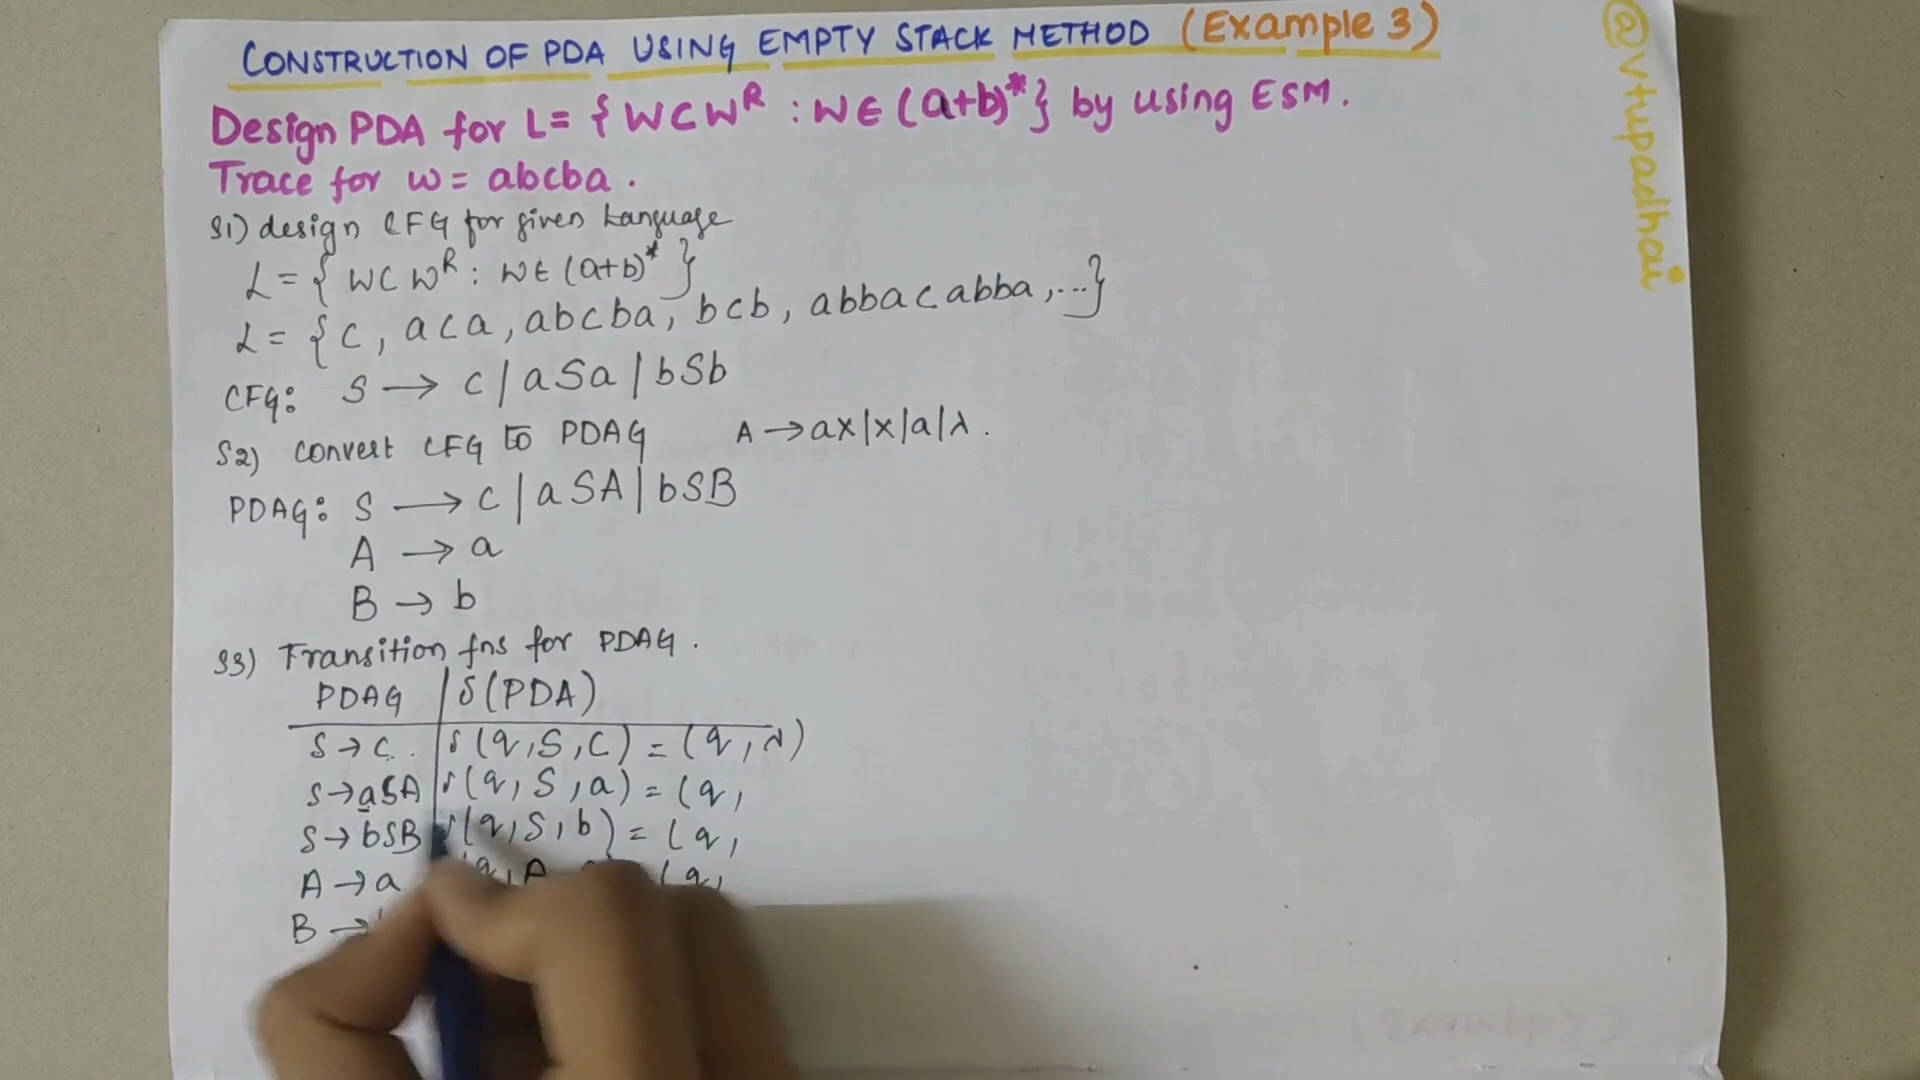 CONSTRUCTION OF PDA USING EMPTY STACK METHOD (Example 3)
Design PDA for L= { WCW^R : W∈ (a+b)^* } by using ESM.
Trace for w = abcba.
S1) design CFG for given Language
L = { WCW^R : W∈ (a+b)^* }
L = { c, aca, abcba, bcb, abbacabba, ...}
CFG: S → c | aSa | bSb
S2) Convert CFG to PDAG A → ax|x|a|λ.
PDAG: S → c | aSA | bSB
A → a
B → b
S3) Transition fns for PDAG.
PDAG | δ(PDA)
S → c. | δ(q, S, c) = (q, λ)
S → aSA | δ(q, S, a) = (q,
S → bSB | δ(q, S, b) = (q,
A → a (q, A = (q,
B →
@vtupadhai